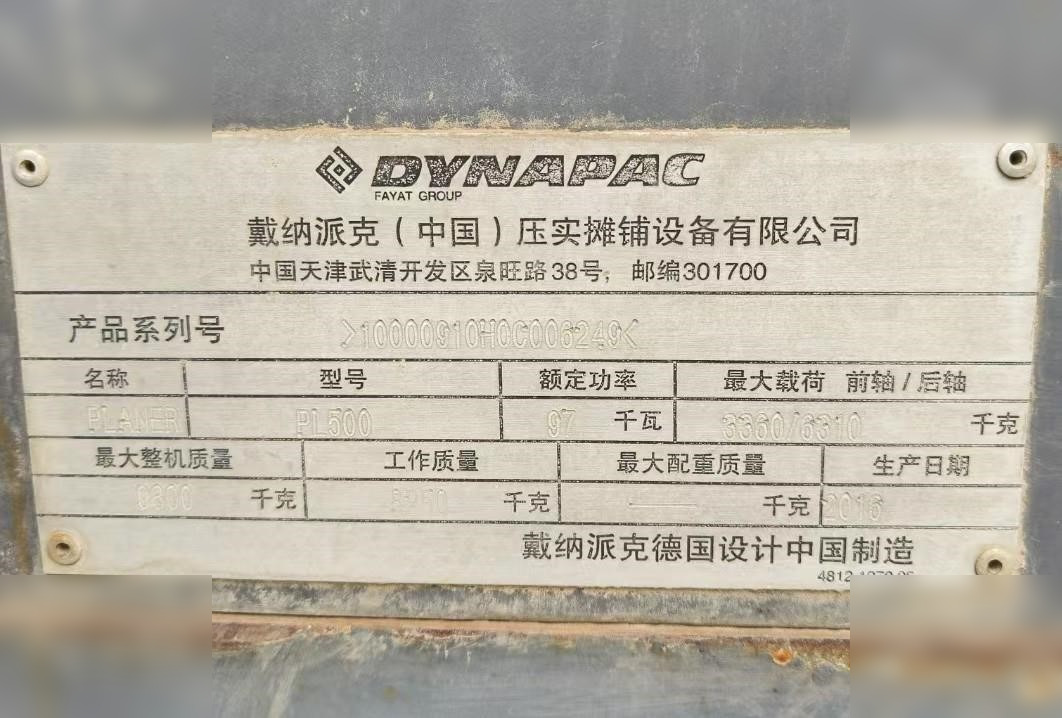 DYNAPAC
FAYAT GROUP
戴纳派克(中国)压实摊铺设备有限公司
中国天津武清开发区泉旺路38号, 邮编301700
产品系列号 >10000910H0C006249<
名称 型号 额定功率 最大载荷 前轴/后轴
PLANER PL500 97 千瓦 3360/6310 千克
最大整机质量 工作质量 最大配重质量 生产日期
千克 千克 —— 千克 2016
戴纳派克德国设计中国制造